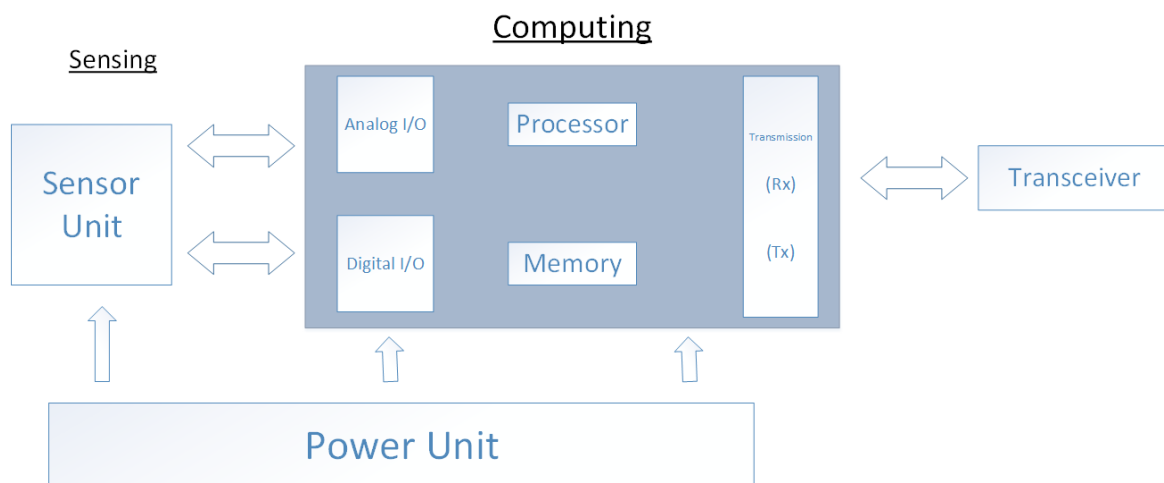 Computing
Sensing
Sensor
Unit
Analog I/O
Digital I/O
Processor
Memory
Transmission
(Rx)
(Tx)
Transceiver
Power Unit